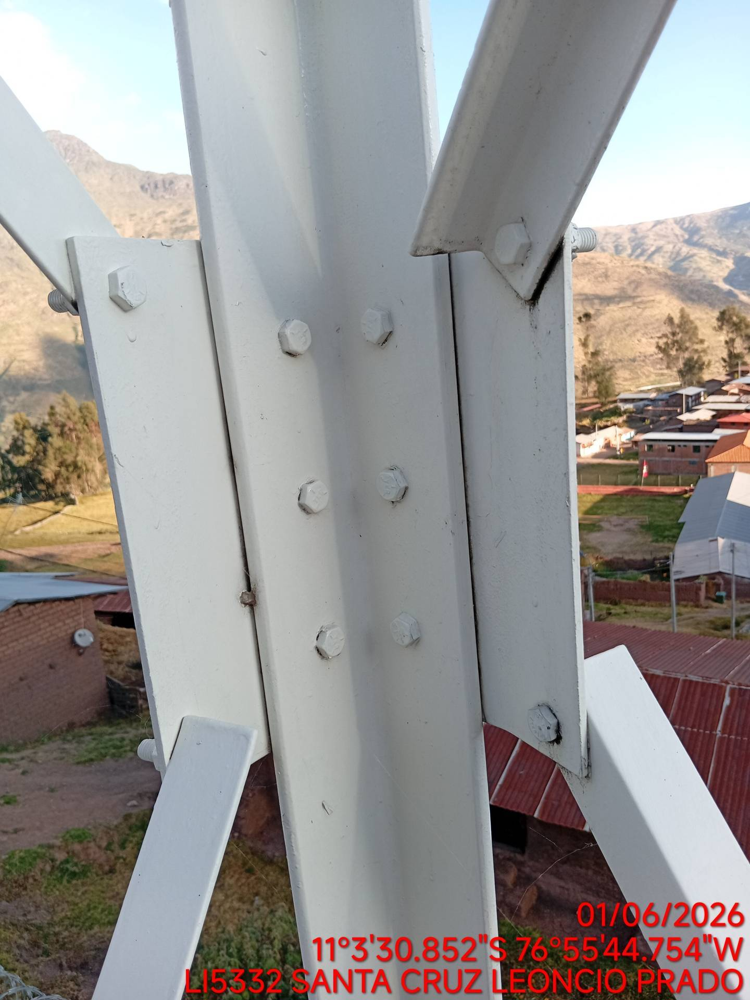 01/06/2026
11°3'30.852"S 76°55'44.754"W
LI5332 SANTA CRUZ LEONCIO PRADO